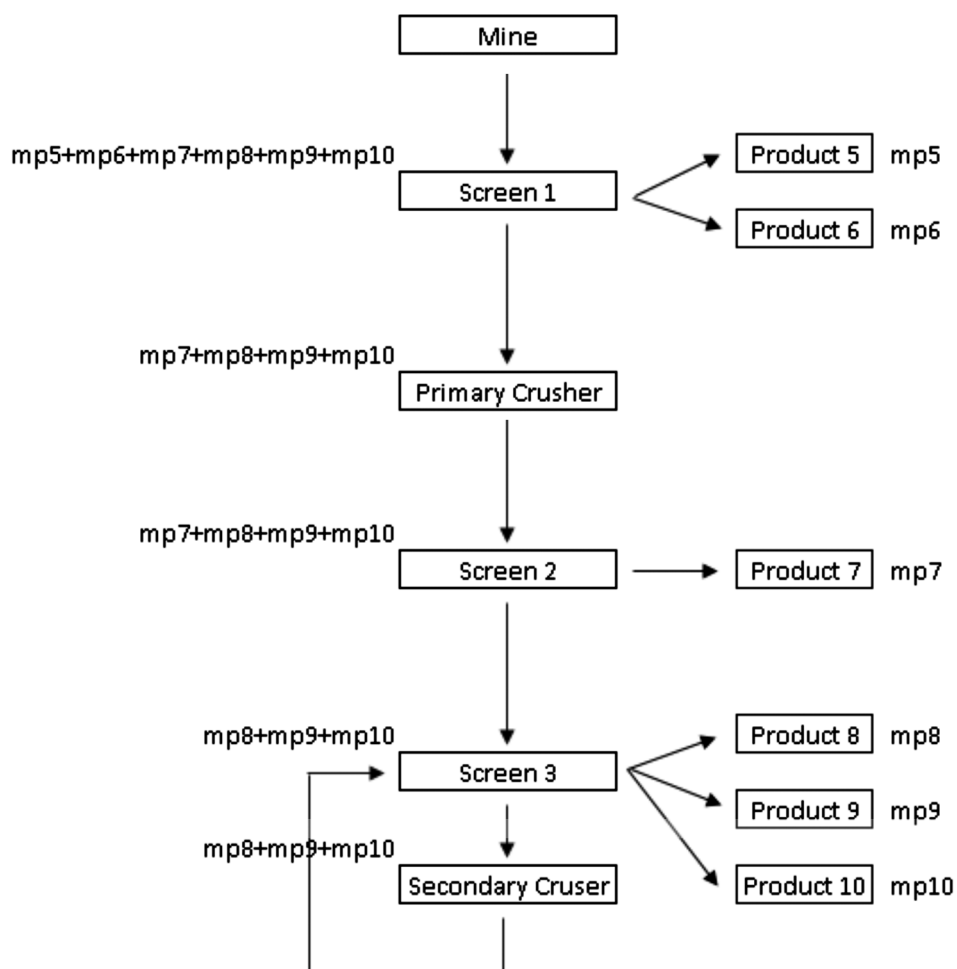 Mine
mp5+mp6+mp7+mp8+mp9+mp10
Product 5 mp5
Screen 1
Product 6 mp6
mp7+mp8+mp9+mp10
Primary Crusher
mp7+mp8+mp9+mp10
Screen 2
Product 7 mp7
mp8+mp9+mp10
Product 8 mp8
Screen 3
Product 9 mp9
mp8+mp9+mp10
Secondary Cruser
Product 10 mp10